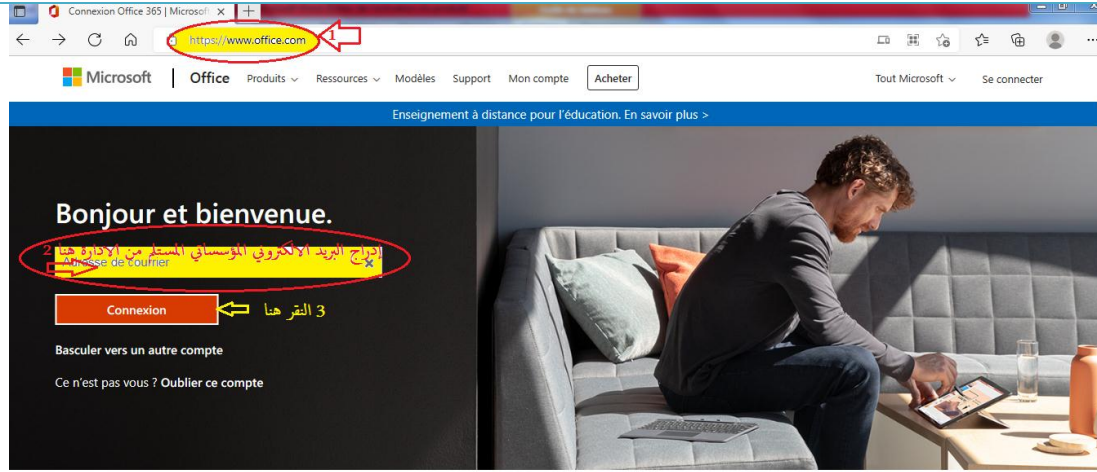 Connexion Office 365 | Microsoft
https://www.office.com 1
Microsoft | Office Produits Ressources Modèles Support Mon compte Acheter Tout Microsoft Se connecter
Enseignement à distance pour l'éducation. En savoir plus >
Bonjour et bienvenue.
إدراج البريد الالكتروني المؤسساتي المستلم من الادارة هنا 2
Adresse de courrier
Connexion
3 النقر هنا
Basculer vers un autre compte
Ce n'est pas vous ? Oublier ce compte